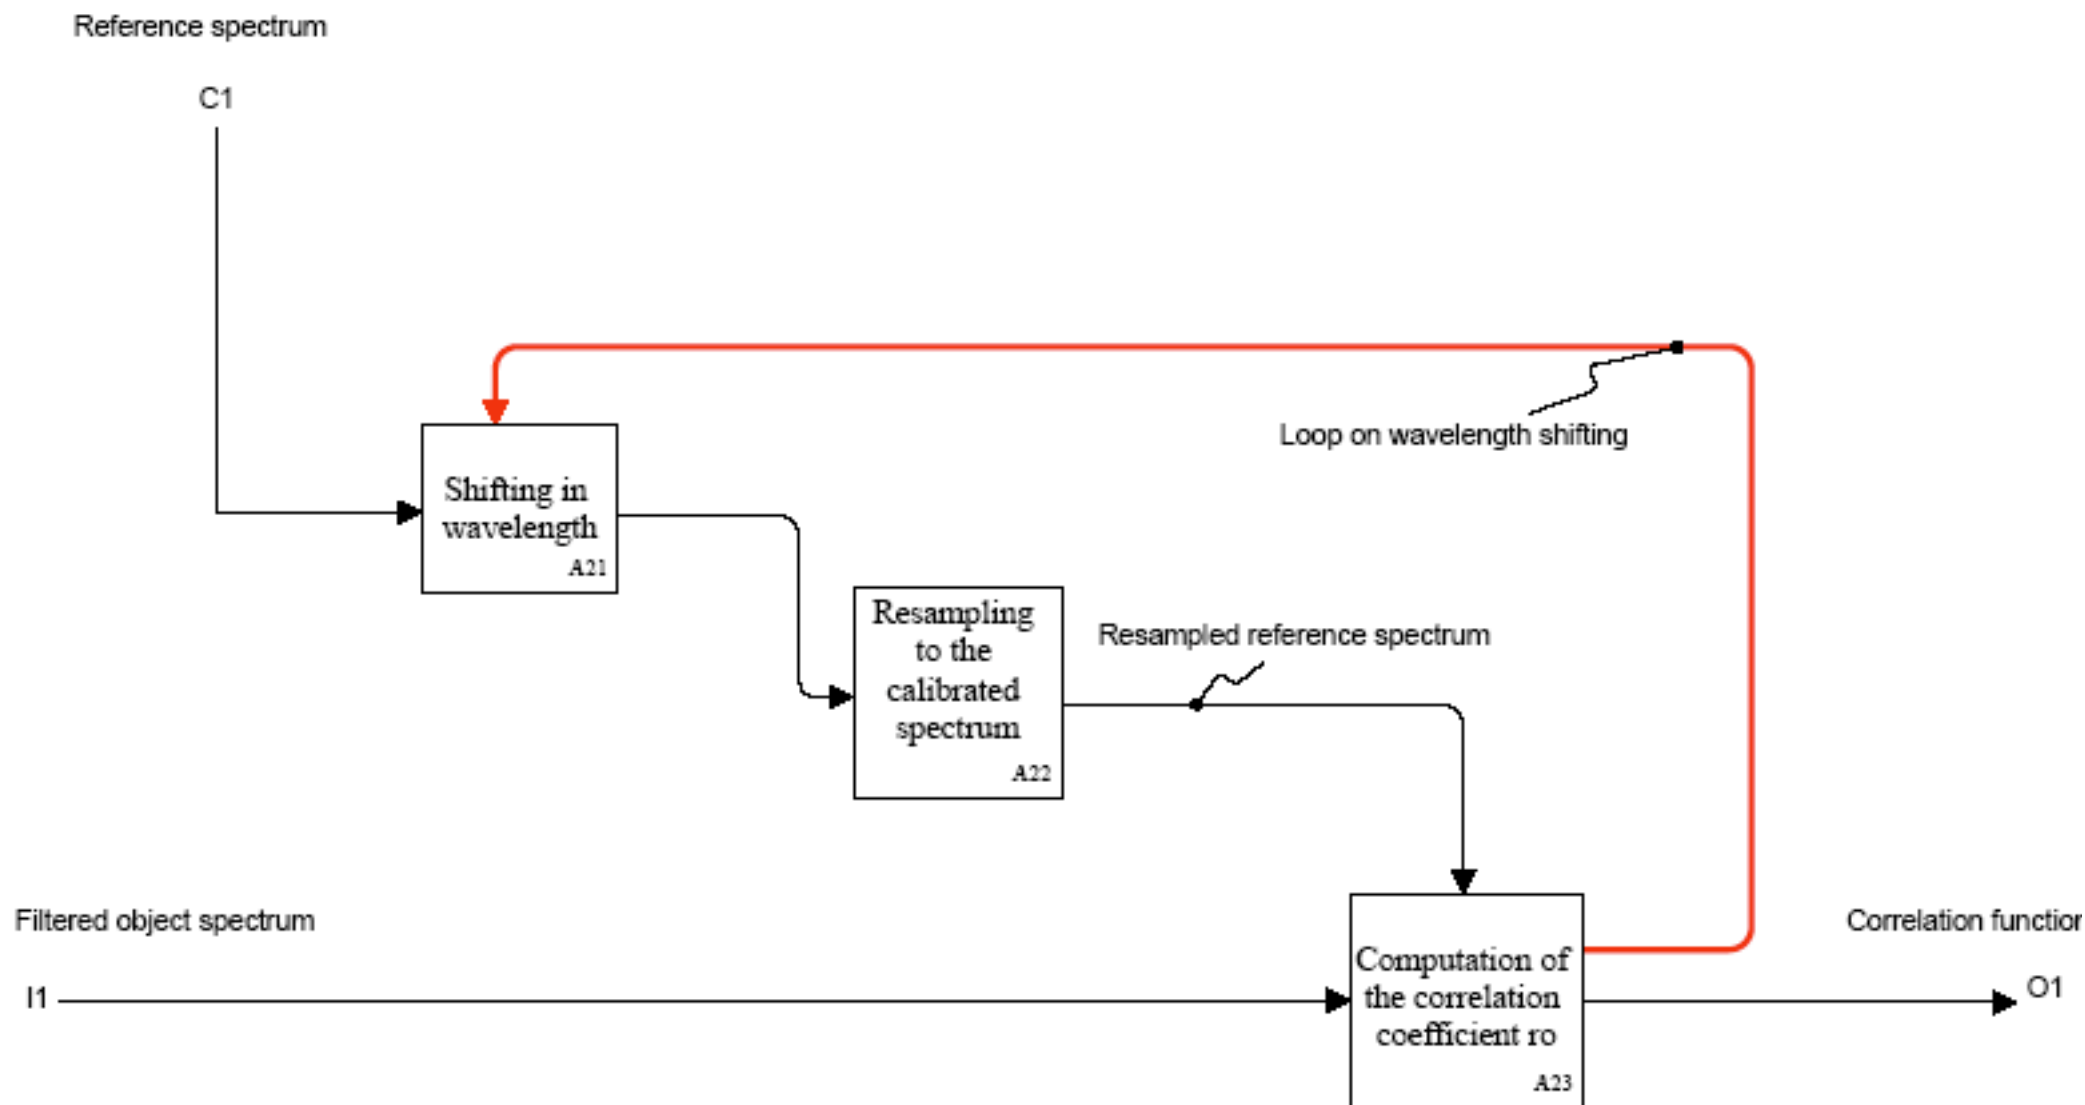 Reference spectrum
C1
Loop on wavelength shifting
Shifting in
wavelength
A21
Resampling
to the
calibrated
spectrum
A22
Resampled reference spectrum
Filtered object spectrum
I1
Computation of
the correlation
coefficient ro
A23
Correlation function
O1